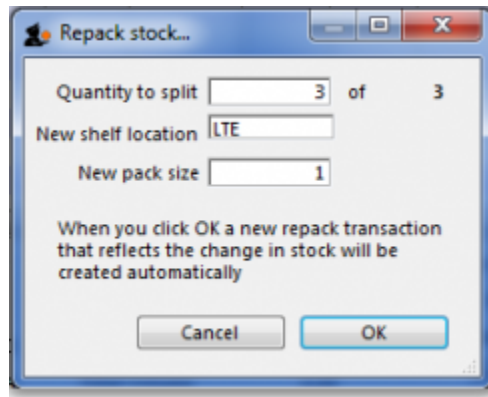 Repack stock...
Quantity to split 3 of 3
New shelf location LTE
New pack size 1
When you click OK a new repack transaction
that reflects the change in stock will be
created automatically
Cancel OK